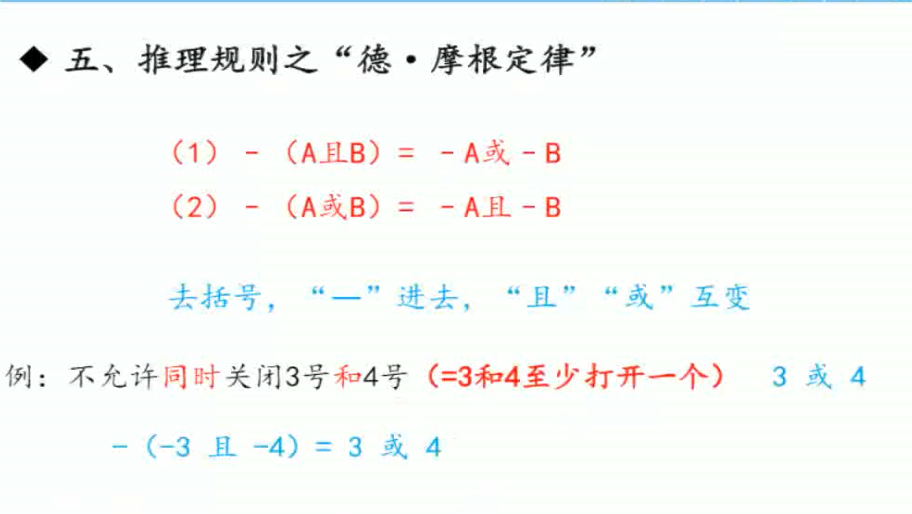 ◆ 五、推理规则之“德·摩根定律”
（1） -（A且B）= -A或-B
（2） -（A或B）= -A且-B
去括号，“—”进去，“且”“或”互变
例：不允许同时关闭3号和4号（=3和4至少打开一个） 3 或 4
-（-3 且 -4）= 3 或 4